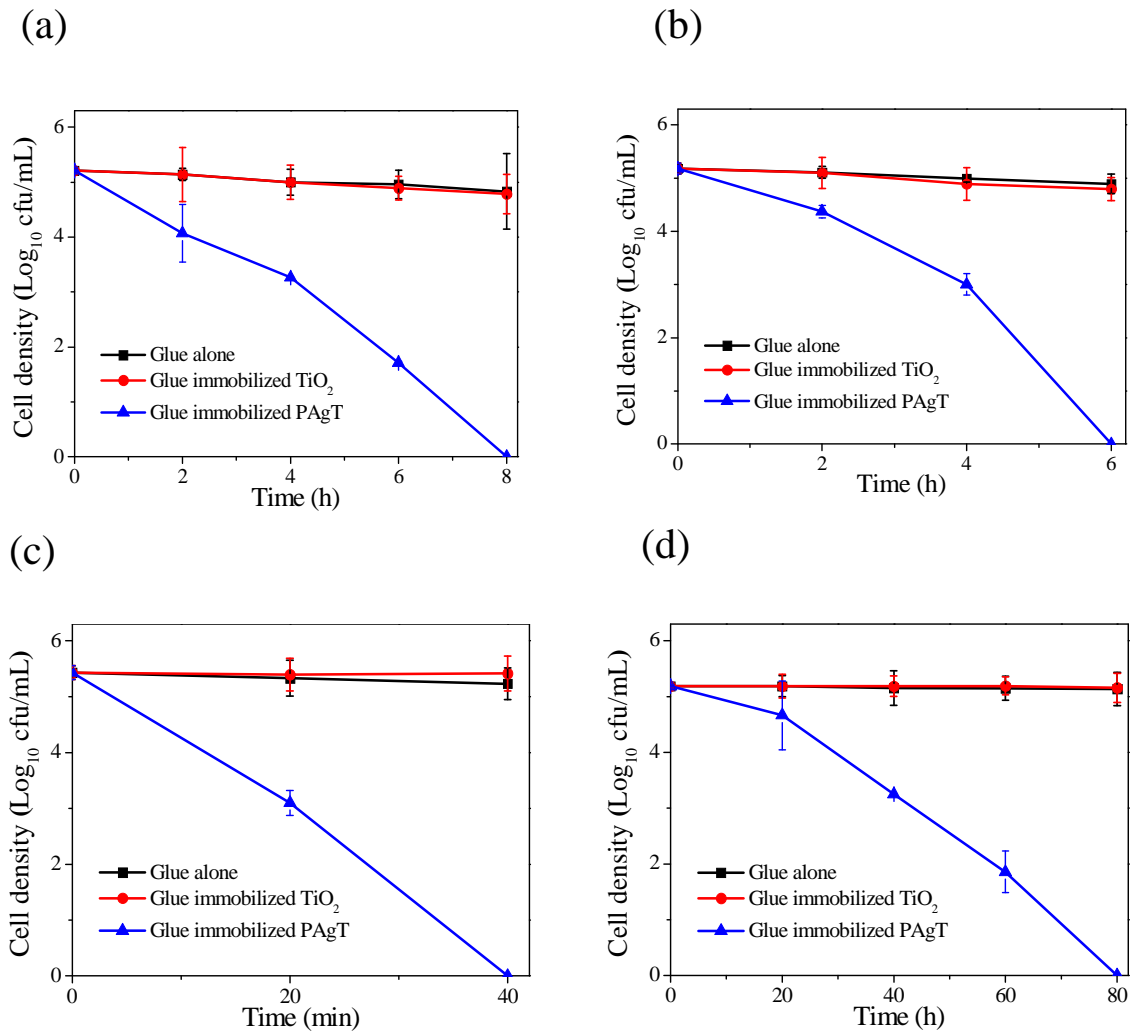 (a)
6
4
2
0
Cell density (Log₁₀ cfu/mL)
Glue alone
Glue immobilized TiO₂
Glue immobilized PAgT
0 2 4 6 8
Time (h)
(b)
6
4
2
0
Cell density (Log₁₀ cfu/mL)
Glue alone
Glue immobilized TiO₂
Glue immobilized PAgT
0 2 4 6
Time (h)
(c)
6
4
2
0
Cell density (Log₁₀ cfu/mL)
Glue alone
Glue immobilized TiO₂
Glue immobilized PAgT
0 20 40
Time (min)
(d)
6
4
2
0
Cell density (Log₁₀ cfu/mL)
Glue alone
Glue immobilized TiO₂
Glue immobilized PAgT
0 20 40 60 80
Time (h)